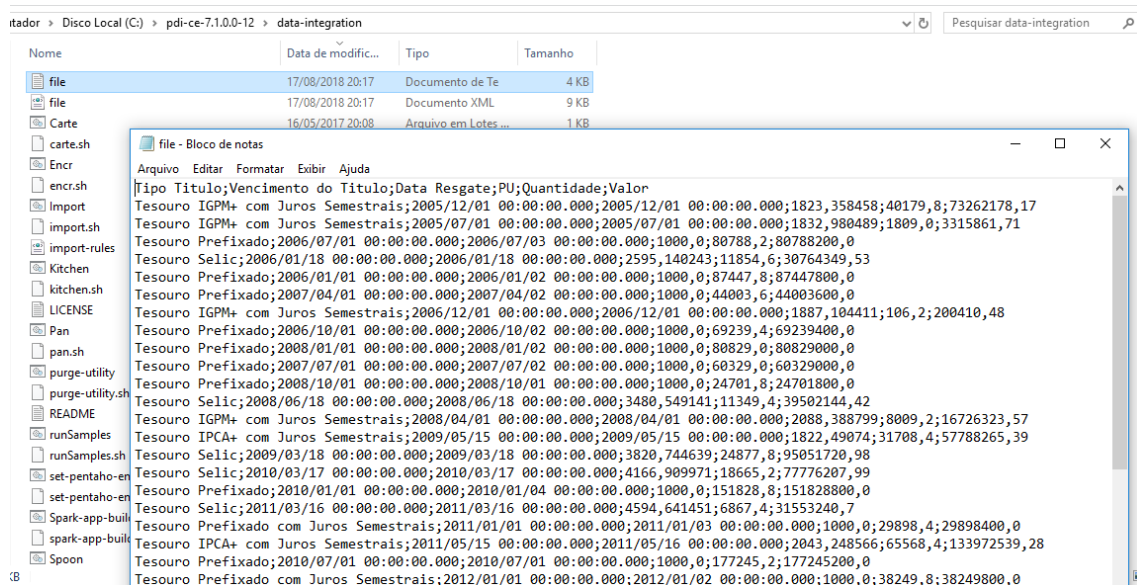 itador > Disco Local (C:) > pdi-ce-7.1.0.0-12 > data-integration
Pesquisar data-integration
Nome Data de modific... Tipo Tamanho
file 17/08/2018 20:17 Documento de Te 4 KB
file 17/08/2018 20:17 Documento XML 9 KB
Carte 16/05/2017 20:08 Arquivo em Lotes ... 1 KB
carte.sh
Encr
encr.sh
Import
import.sh
import-rules
Kitchen
kitchen.sh
LICENSE
Pan
pan.sh
purge-utility
purge-utility.sh
README
runSamples
runSamples.sh
set-pentaho-en
set-pentaho-en
Spark-app-buil
spark-app-buil
Spoon
KB
file - Bloco de notas
Arquivo Editar Formatar Exibir Ajuda
Tipo Titulo;Vencimento do Titulo;Data Resgate;PU;Quantidade;Valor
Tesouro IGPM+ com Juros Semestrais;2005/12/01 00:00:00.000;2005/12/01 00:00:00.000;1823,358458;40179,8;73262178,17
Tesouro IGPM+ com Juros Semestrais;2005/07/01 00:00:00.000;2005/07/01 00:00:00.000;1832,980489;1809,0;3315861,71
Tesouro Prefixado;2006/07/01 00:00:00.000;2006/07/03 00:00:00.000;1000,0;80788,2;80788200,0
Tesouro Selic;2006/01/18 00:00:00.000;2006/01/18 00:00:00.000;2595,140243;11854,6;30764349,53
Tesouro Prefixado;2006/01/01 00:00:00.000;2006/01/02 00:00:00.000;1000,0;87447,8;87447800,0
Tesouro Prefixado;2007/04/01 00:00:00.000;2007/04/02 00:00:00.000;1000,0;44003,6;44003600,0
Tesouro IGPM+ com Juros Semestrais;2006/12/01 00:00:00.000;2006/12/01 00:00:00.000;1887,104411;106,2;200410,48
Tesouro Prefixado;2006/10/01 00:00:00.000;2006/10/02 00:00:00.000;1000,0;69239,4;69239400,0
Tesouro Prefixado;2008/01/01 00:00:00.000;2008/01/02 00:00:00.000;1000,0;80829,0;80829000,0
Tesouro Prefixado;2007/07/01 00:00:00.000;2007/07/02 00:00:00.000;1000,0;60329,0;60329000,0
Tesouro Prefixado;2008/10/01 00:00:00.000;2008/10/01 00:00:00.000;1000,0;24701,8;24701800,0
Tesouro Selic;2008/06/18 00:00:00.000;2008/06/18 00:00:00.000;3480,549141;11349,4;39502144,42
Tesouro IGPM+ com Juros Semestrais;2008/04/01 00:00:00.000;2008/04/01 00:00:00.000;2088,388799;8009,2;16726323,57
Tesouro IPCA+ com Juros Semestrais;2009/05/15 00:00:00.000;2009/05/15 00:00:00.000;1822,49074;31708,4;57788265,39
Tesouro Selic;2009/03/18 00:00:00.000;2009/03/18 00:00:00.000;3820,744639;24877,8;95051720,98
Tesouro Selic;2010/03/17 00:00:00.000;2010/03/17 00:00:00.000;4166,909971;18665,2;77776207,99
Tesouro Prefixado;2010/01/01 00:00:00.000;2010/01/04 00:00:00.000;1000,0;151828,8;151828800,0
Tesouro Selic;2011/03/16 00:00:00.000;2011/03/16 00:00:00.000;4594,641451;6867,4;31553240,7
Tesouro Prefixado com Juros Semestrais;2011/01/01 00:00:00.000;2011/01/03 00:00:00.000;1000,0;29898,4;29898400,0
Tesouro IPCA+ com Juros Semestrais;2011/05/15 00:00:00.000;2011/05/16 00:00:00.000;2043,248566;65568,4;133972539,28
Tesouro Prefixado;2010/07/01 00:00:00.000;2010/07/01 00:00:00.000;1000,0;177245,2;177245200,0
Tesouro Prefixado com Juros Semestrais;2012/01/01 00:00:00.000;2012/01/02 00:00:00.000;1000,0;38249,8;38249800,0